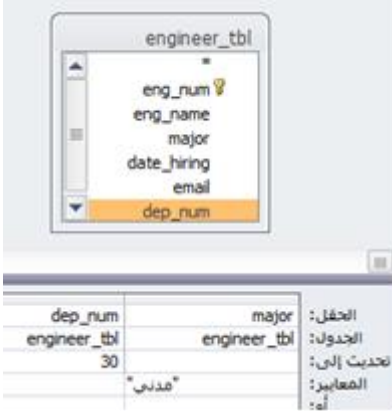 engineer_tbl
*
eng_num
eng_name
major
date_hiring
email
dep_num
الحقل: major dep_num
الجدول: engineer_tbl engineer_tbl
تحديث إلى: 30
المعايير: "مدني"
أو: